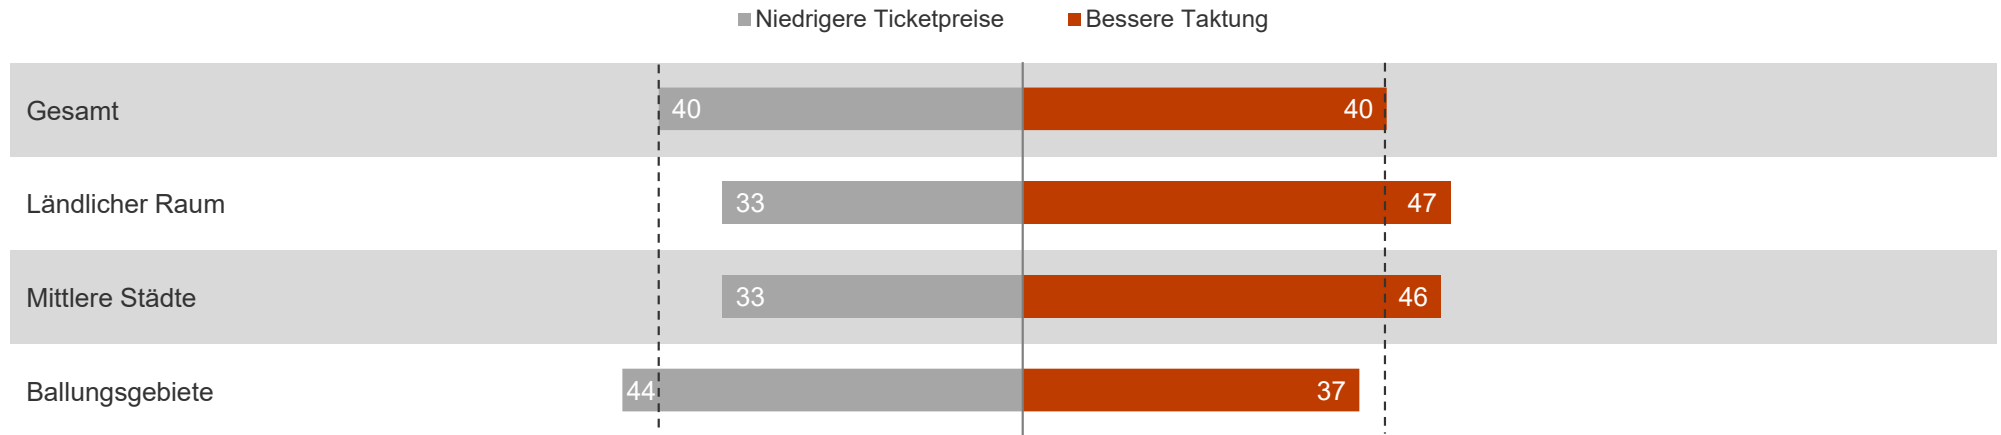 Niedrigere Ticketpreise Bessere Taktung
Gesamt 40 40
Ländlicher Raum 33 47
Mittlere Städte 33 46
Ballungsgebiete 44 37